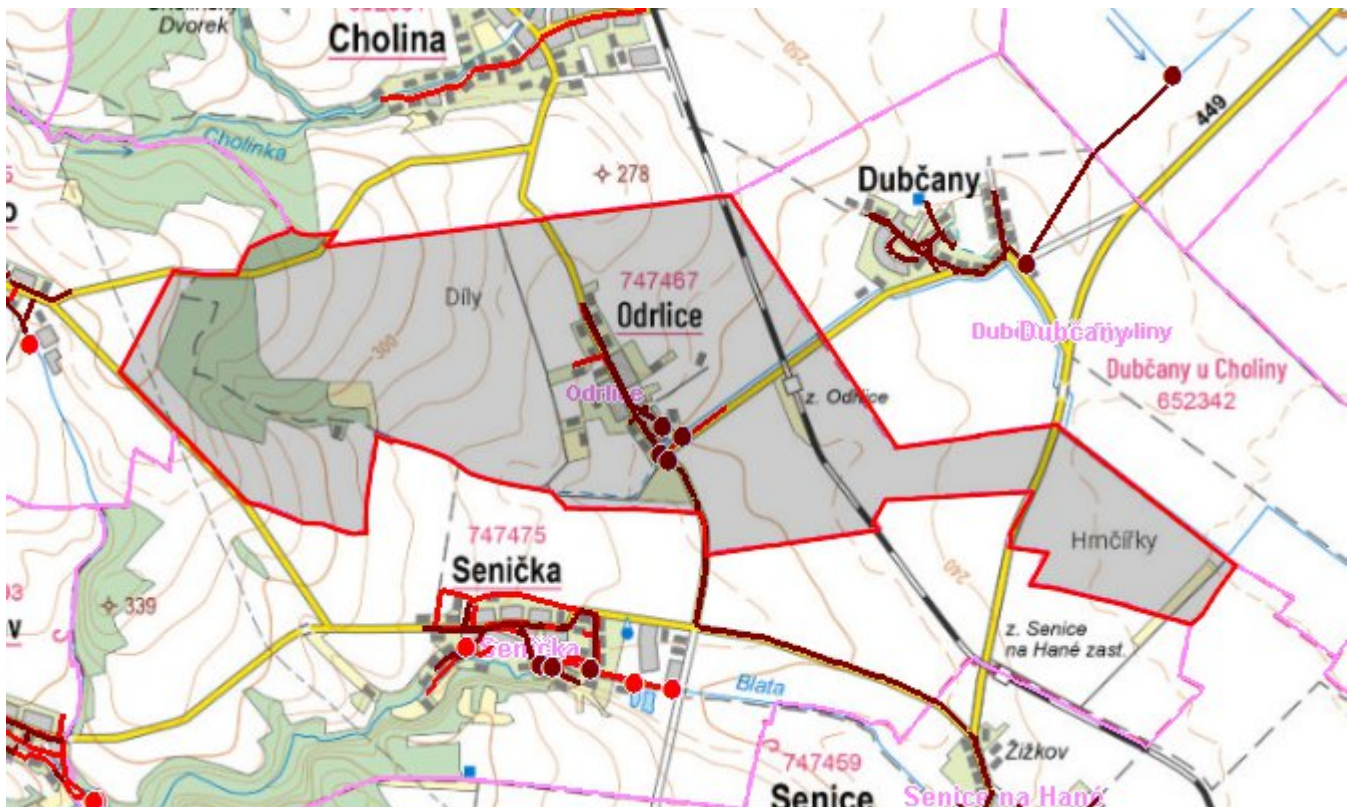 Dvorek
Cholina
Cholinka
278
449
Dubčany
747467
Díly
Odrlice
300
Odrlice
z. Odrlice
Dubčany
Dubčany u Choliny
652342
747475
Senička
Hrnčířky
240
339
Senička
z. Senice
na Hané zast.
Blata
747459
Žižkov
Senice
Senice na Hané